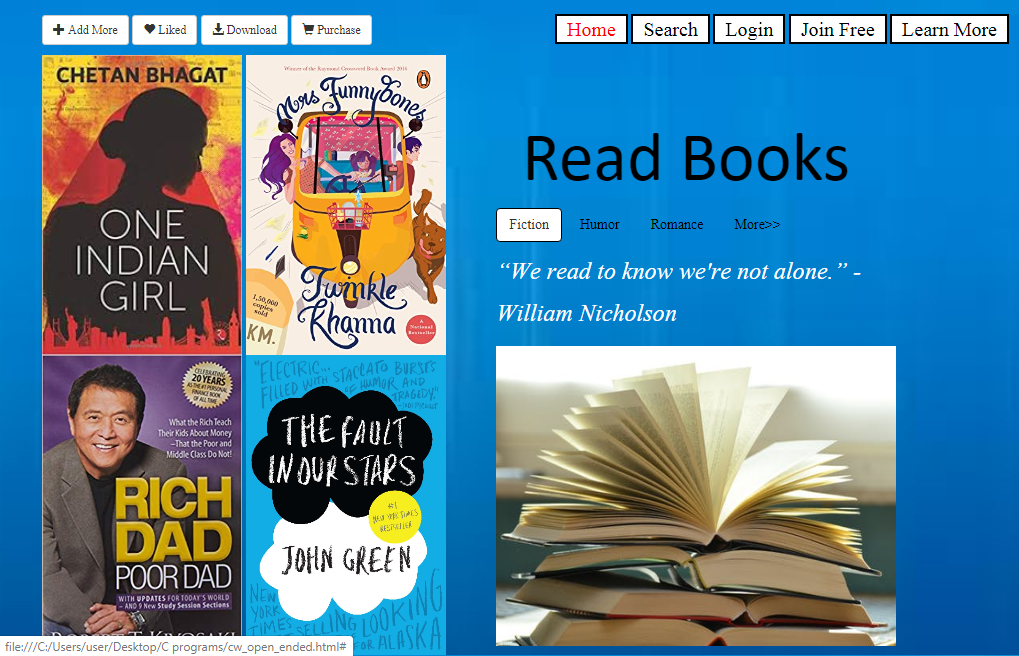 Add More
Liked
Download
Purchase
Home
Search
Login
Join Free
Learn More
CHETAN BHAGAT
ONE
INDIAN
GIRL
Winner of the Raymond Crossword Book Award 2016
Mrs Funnybones
1,50,000
copies
sold
KM.
Twinkle
Khanna
A
National
Bestseller
Read Books
Fiction
Humor
Romance
More>>
“We read to know we're not alone.” -
William Nicholson
CELEBRATING
20 YEARS
AS THE #1 PERSONAL
FINANCE BOOK
OF ALL TIME
What the Rich Teach
Their Kids About Money
–That the Poor and
Middle Class Do Not!
RICH
DAD
POOR DAD
WITH UPDATES FOR TODAY'S WORLD
– AND 9 New Study Session Sections
ROBERT T. KIYOSAKI
"ELECTRIC...
FILLED WITH STACCATO BURSTS
OF HUMOR AND
TRAGEDY."
THE FAULT
IN OUR STARS
#1
NEW YORK TIMES
BESTSELLER
JOHN GREEN
NEW
YORK
TIMES
SELLING
LOOKING
FOR ALASKA
file:///C:/Users/user/Desktop/C programs/cw_open_ended.html#